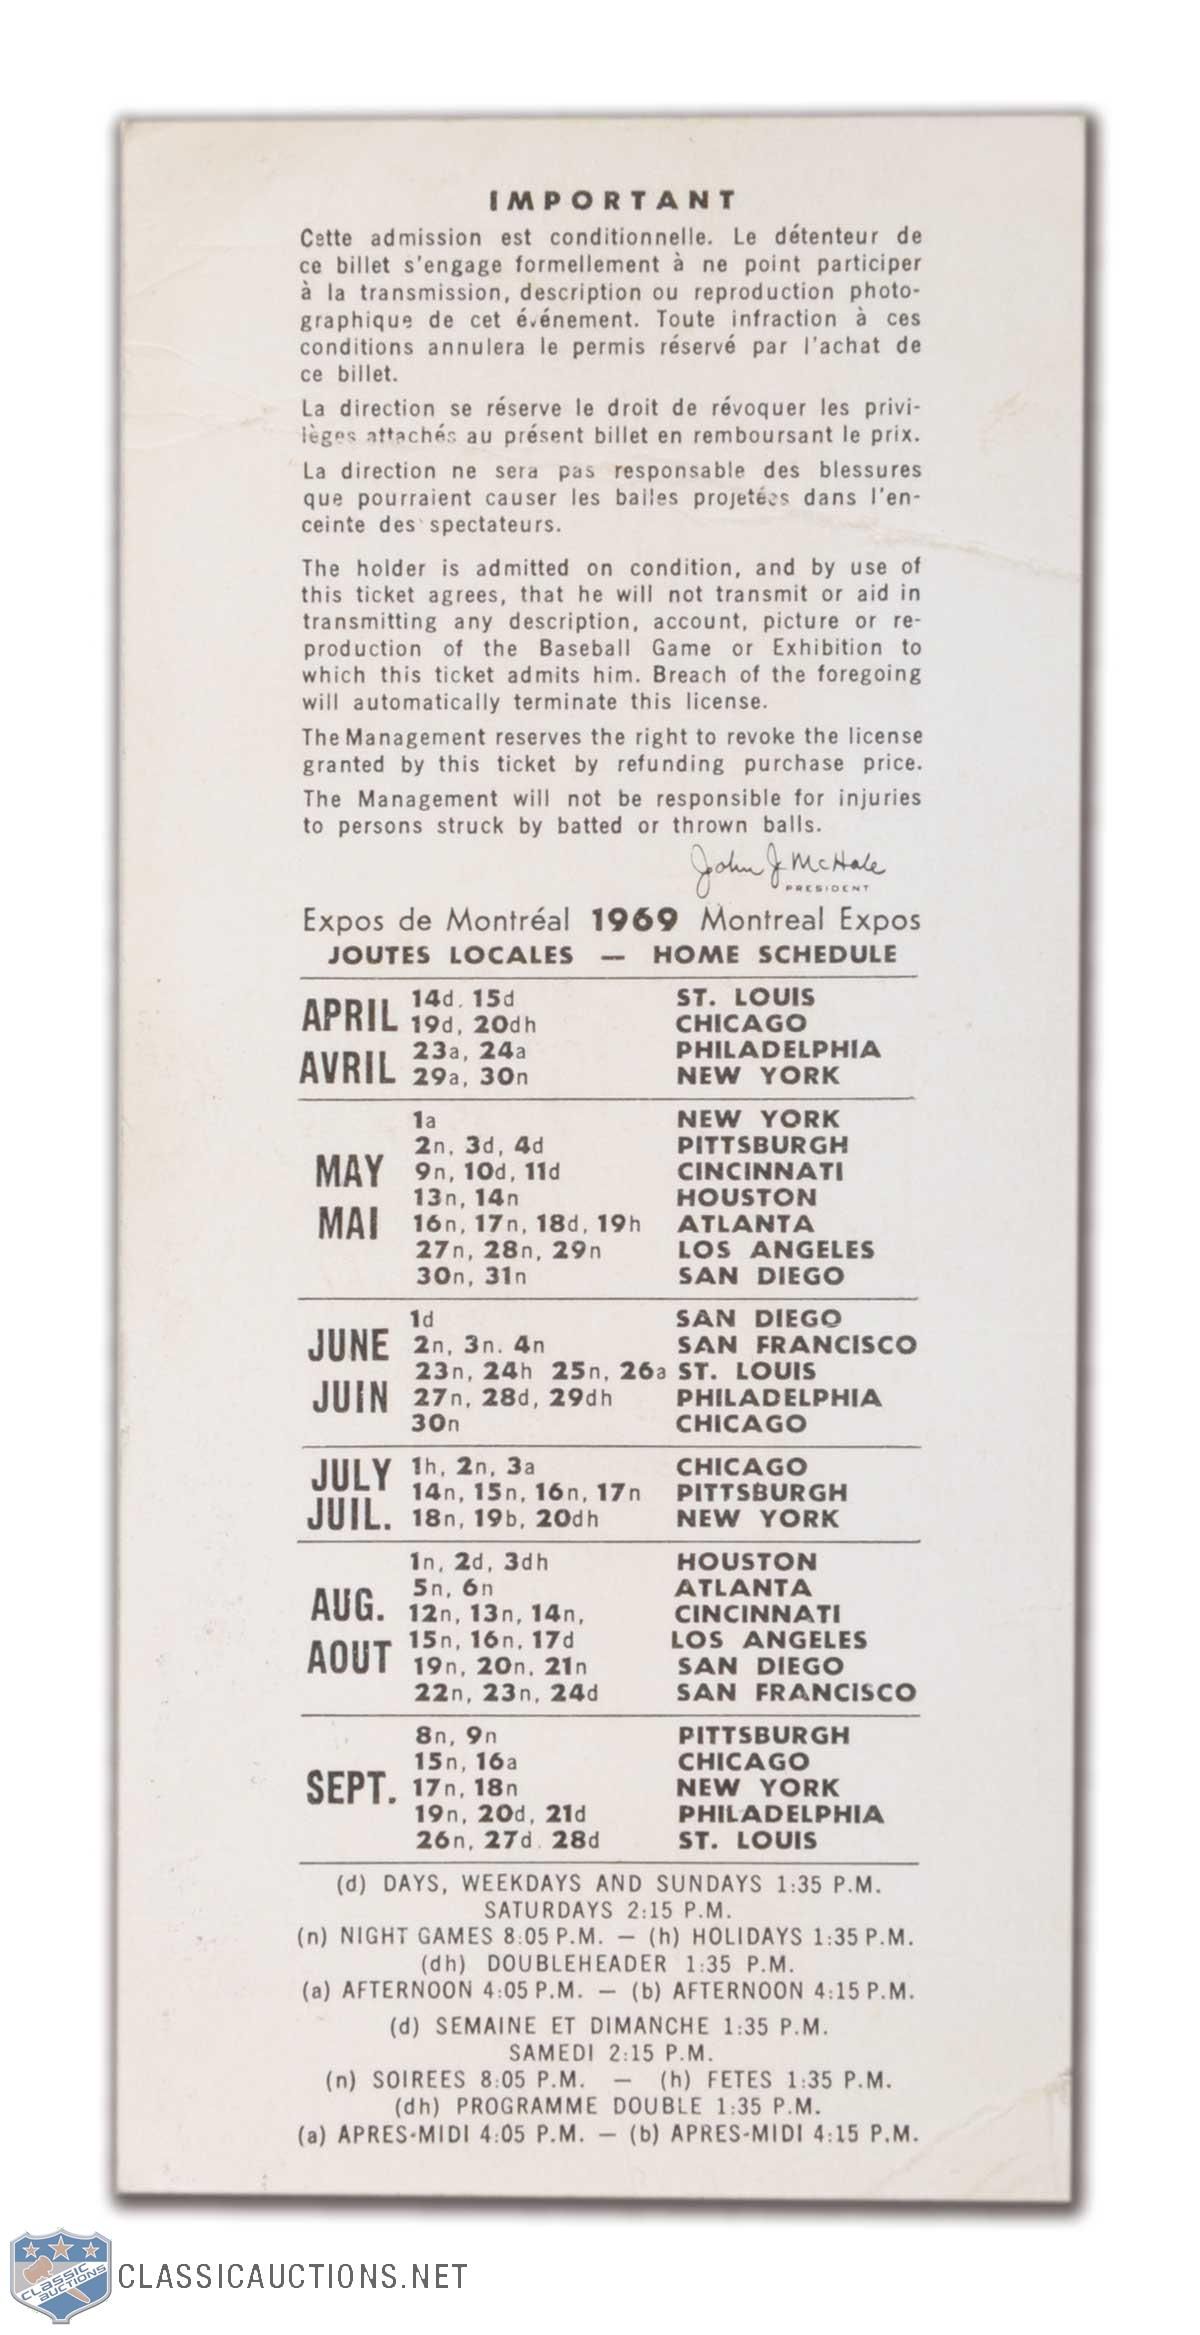 IMPORTANT
Cette admission est conditionnelle. Le détenteur de
ce billet s'engage formellement à ne point participer
à la transmission, description ou reproduction photo-
graphique de cet événement. Toute infraction à ces
conditions annulera le permis réservé par l'achat de
ce billet.
La direction se réserve le droit de révoquer les privi-
lèges attachés au présent billet en remboursant le prix.
La direction ne sera pas responsable des blessures
que pourraient causer les balles projetées dans l'en-
ceinte des spectateurs.
The holder is admitted on condition, and by use of
this ticket agrees, that he will not transmit or aid in
transmitting any description, account, picture or re-
production of the Baseball Game or Exhibition to
which this ticket admits him. Breach of the foregoing
will automatically terminate this license.
The Management reserves the right to revoke the license
granted by this ticket by refunding purchase price.
The Management will not be responsible for injuries
to persons struck by batted or thrown balls.
John J McHale
PRESIDENT
Expos de Montréal 1969 Montreal Expos
JOUTES LOCALES — HOME SCHEDULE
APRIL
AVRIL
14d. 15d ST. LOUIS
19d, 20dh CHICAGO
23a, 24a PHILADELPHIA
29a, 30n NEW YORK
MAY
MAI
1a NEW YORK
2n, 3d, 4d PITTSBURGH
9n, 10d, 11d CINCINNATI
13n, 14n HOUSTON
16n, 17n, 18d, 19h ATLANTA
27n, 28n, 29n LOS ANGELES
30n, 31n SAN DIEGO
JUNE
JUIN
1d SAN DIEGO
2n, 3n. 4n SAN FRANCISCO
23n, 24h 25n, 26a ST. LOUIS
27n, 28d, 29dh PHILADELPHIA
30n CHICAGO
JULY
JUIL.
1h, 2n, 3a CHICAGO
14n, 15n, 16n, 17n PITTSBURGH
18n, 19b, 20dh NEW YORK
AUG.
AOUT
1n, 2d, 3dh HOUSTON
5n, 6n ATLANTA
12n, 13n, 14n, CINCINNATI
15n, 16n, 17d LOS ANGELES
19n, 20n, 21n SAN DIEGO
22n, 23n, 24d SAN FRANCISCO
SEPT.
8n, 9n PITTSBURGH
15n, 16a CHICAGO
17n, 18n NEW YORK
19n, 20d, 21d PHILADELPHIA
26n, 27d. 28d ST. LOUIS
(d) DAYS, WEEKDAYS AND SUNDAYS 1:35 P.M.
SATURDAYS 2:15 P.M.
(n) NIGHT GAMES 8:05 P.M. — (h) HOLIDAYS 1:35 P.M.
(dh) DOUBLEHEADER 1:35 P.M.
(a) AFTERNOON 4:05 P.M. — (b) AFTERNOON 4:15 P.M.
(d) SEMAINE ET DIMANCHE 1:35 P.M.
SAMEDI 2:15 P.M.
(n) SOIREES 8:05 P.M. — (h) FETES 1:35 P.M.
(dh) PROGRAMME DOUBLE 1:35 P.M.
(a) APRES-MIDI 4:05 P.M. — (b) APRES-MIDI 4:15 P.M.
CLASSIC AUCTIONS
CLASSICAUCTIONS.NET